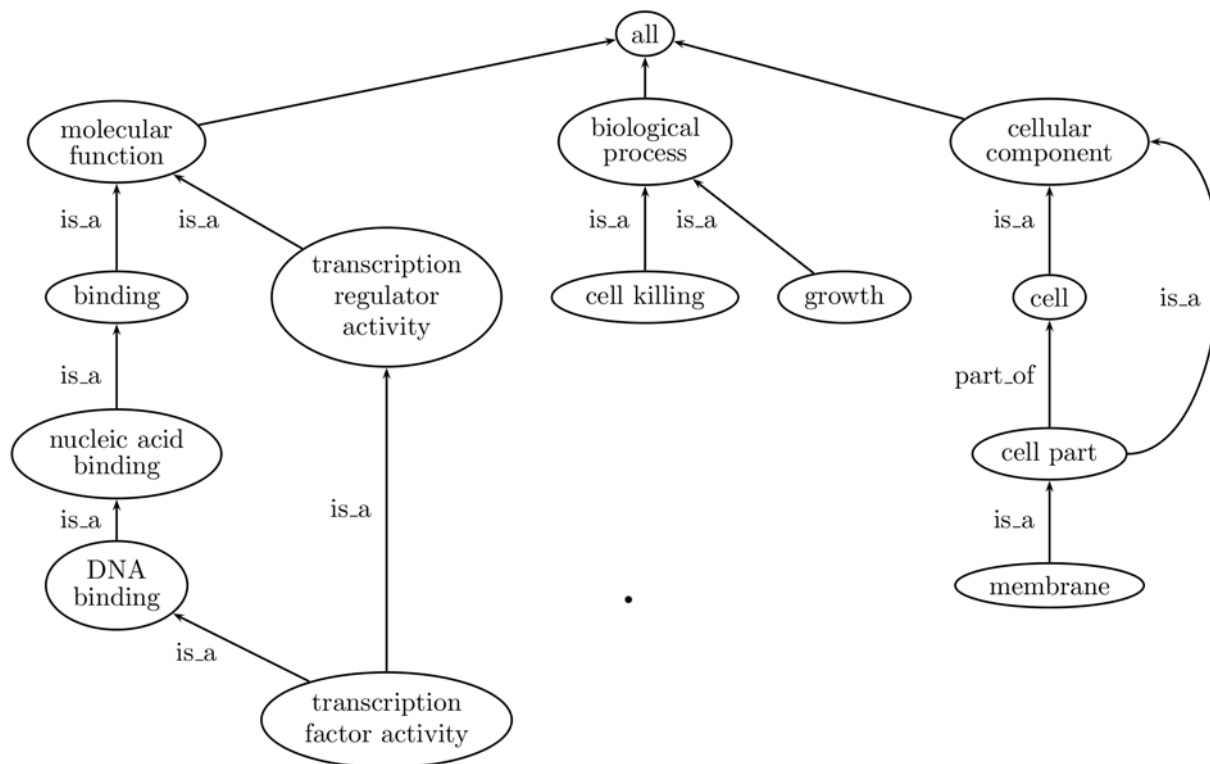 all
molecular
function
biological
process
cellular
component
is_a
is_a
is_a
is_a
is_a
binding
transcription
regulator
activity
cell killing
growth
cell
is_a
is_a
part_of
nucleic acid
binding
cell part
is_a
is_a
is_a
DNA
binding
membrane
is_a
transcription
factor activity